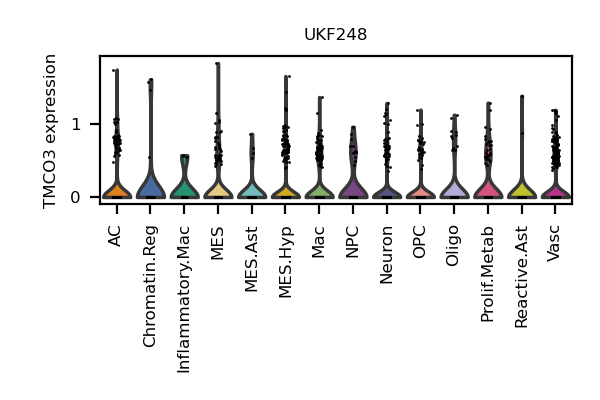 UKF248
TMCO3 expression
1
0
AC
Chromatin.Reg
Inflammatory.Mac
MES
MES.Ast
MES.Hyp
Mac
NPC
Neuron
OPC
Oligo
Prolif.Metab
Reactive.Ast
Vasc